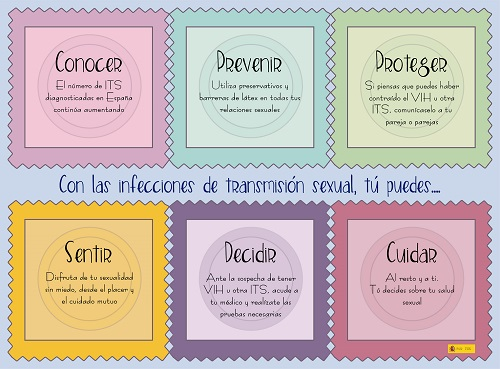 Conocer
El número de ITS
diagnosticadas en España
continúa aumentando
Prevenir
Utiliza preservativos y
barreras de látex en todas tus
relaciones sexuales
Proteger
Si piensas que puedes haber
contraído el VIH u otra
ITS, comunícaselo a tu
pareja o parejas
Con las infecciones de transmisión sexual, tú puedes....
Sentir
Disfruta de tu sexualidad
sin miedo, desde el placer y
el cuidado mutuo
Decidir
Ante la sospecha de tener
VIH u otra ITS, acude a
tu médico y realízate las
pruebas necesarias
Cuidar
Al resto y a ti.
Tú decides sobre tu salud
sexual